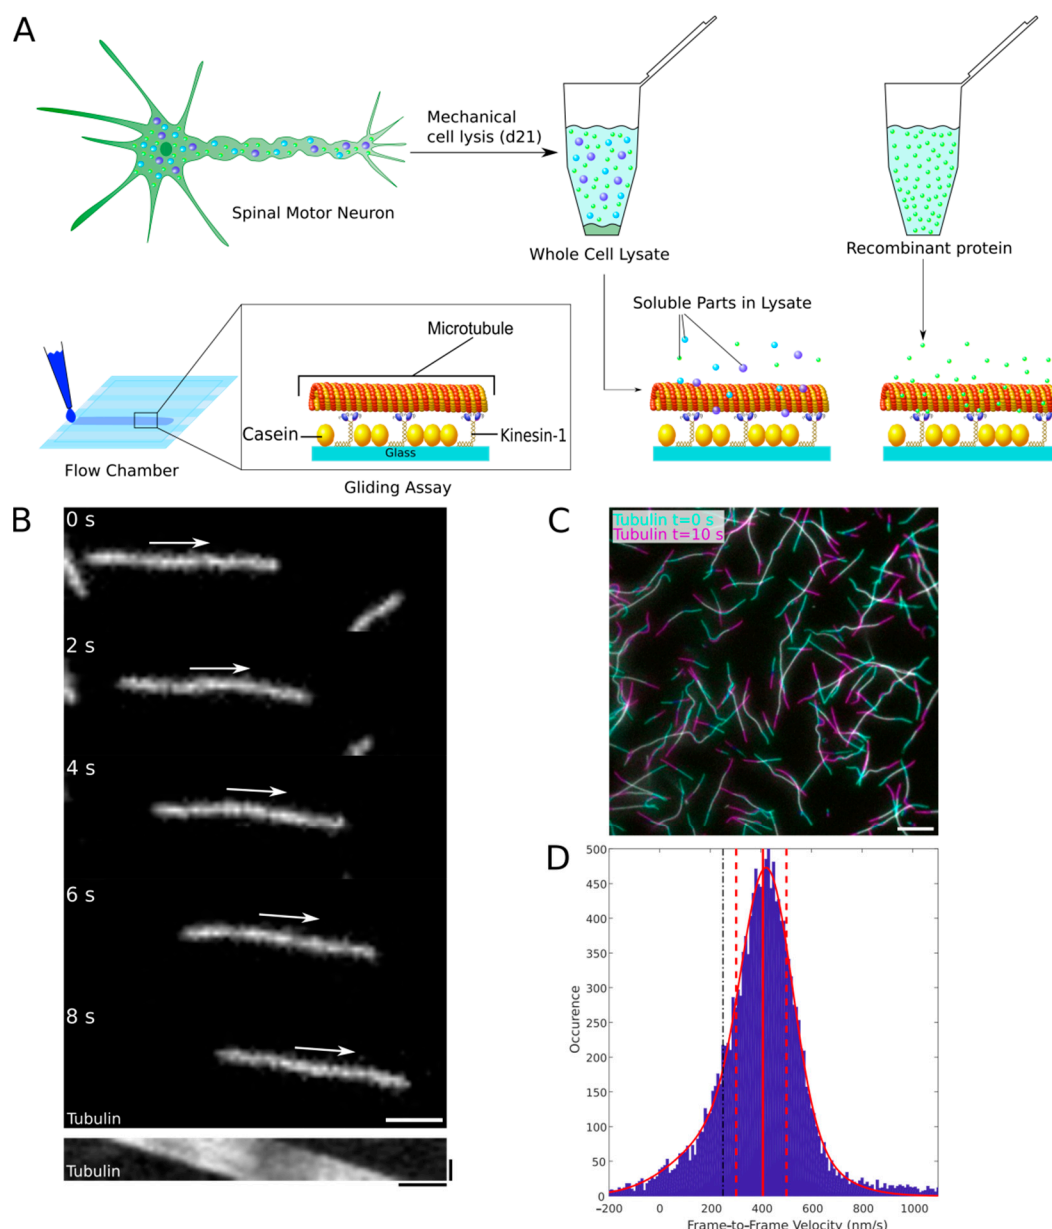 A
Mechanical
cell lysis (d21)
Spinal Motor Neuron
Whole Cell Lysate
Recombinant protein
Soluble Parts in Lysate
Microtubule
Casein
Kinesin-1
Glass
Flow Chamber
Gliding Assay
B
0 s
2 s
4 s
6 s
8 s
Tubulin
Tubulin
C
Tubulin t=0 s
Tubulin t=10 s
D
500
450
400
350
300
250
200
150
100
50
0
Occurence
-200 0 200 400 600 800 1000
Frame-to-Frame Velocity (nm/s)